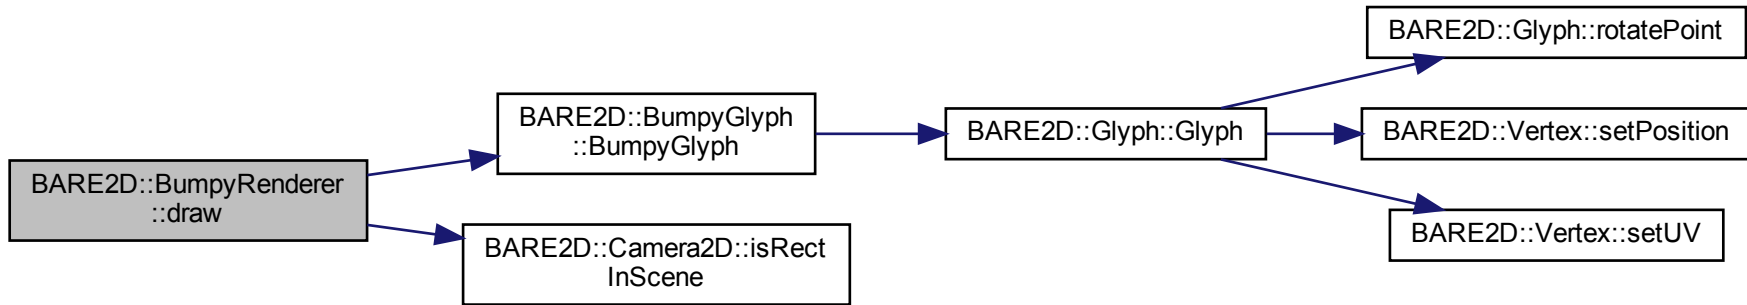 BARE2D::BumpyRenderer
::draw
BARE2D::BumpyGlyph
::BumpyGlyph
BARE2D::Camera2D::isRect
InScene
BARE2D::Glyph::Glyph
BARE2D::Glyph::rotatePoint
BARE2D::Vertex::setPosition
BARE2D::Vertex::setUV